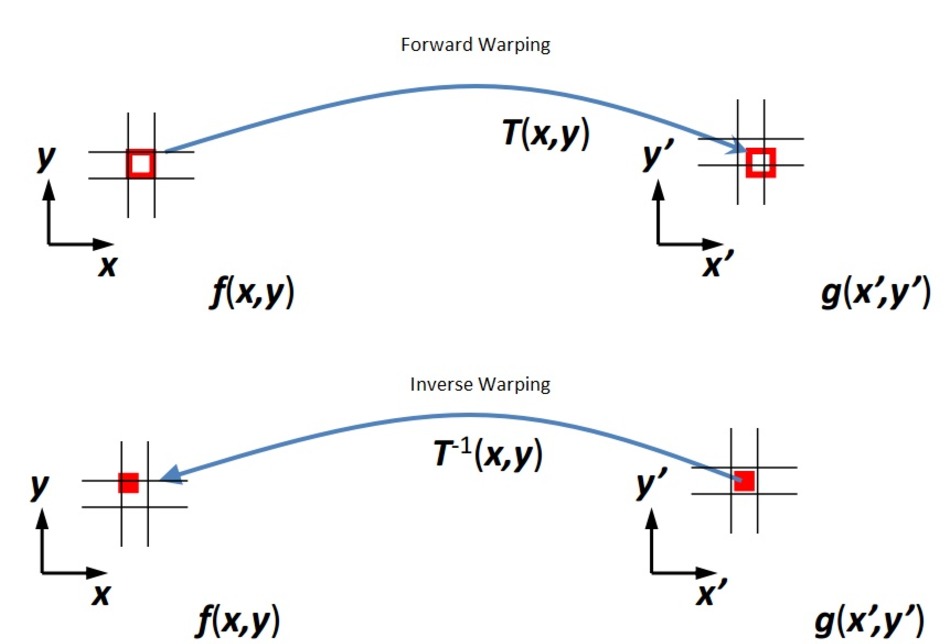 Forward Warping
T(x,y)
y
y’
x
x’
f(x,y)
g(x’,y’)
Inverse Warping
T-1(x,y)
y
y’
x
x’
f(x,y)
g(x’,y’)